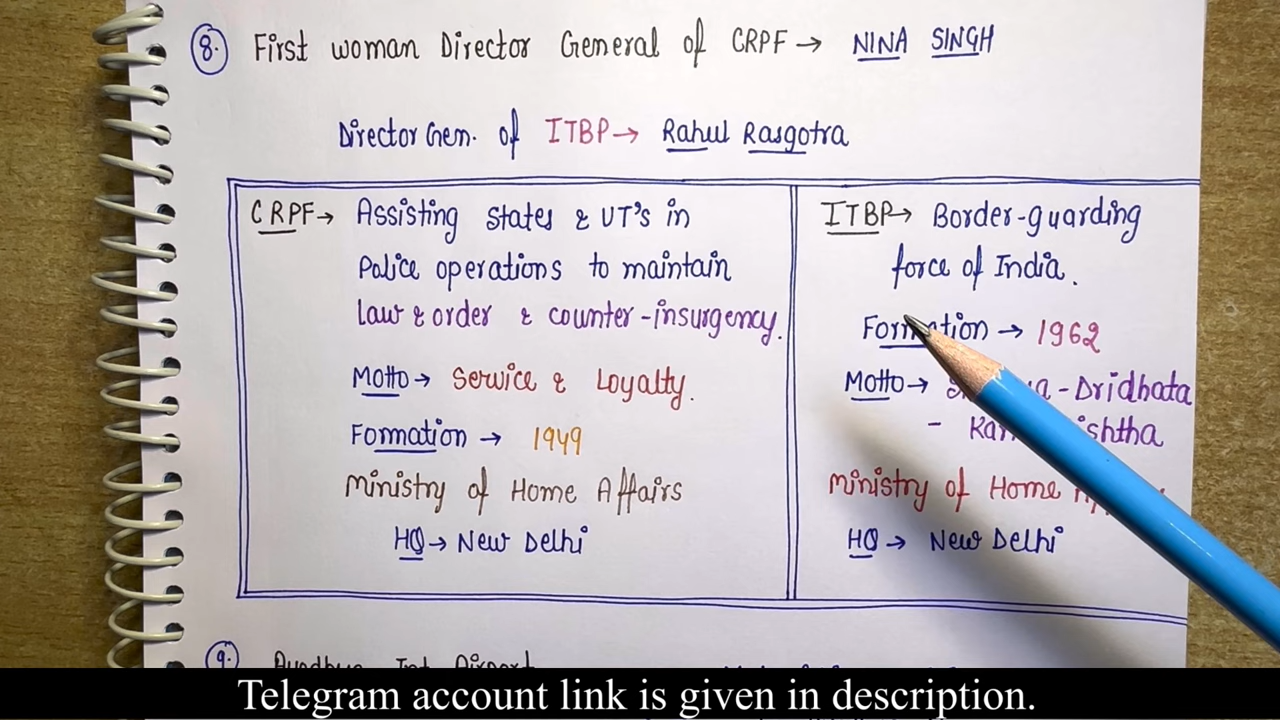 8. First woman Director General of CRPF → NINA SINGH
Director Gen. of ITBP → Rahul Rasgotra
CRPF → Assisting States & UT's in
Police operations to maintain
Law & order & counter-insurgency.
Motto → Service & Loyalty.
Formation → 1949
Ministry of Home Affairs
HQ → New Delhi
ITBP → Border-guarding
force of India.
Formation → 1962
Motto → - Dridhata
-
Ministry of Home
HQ → New Delhi
9. Int. Airport
Telegram account link is given in description.